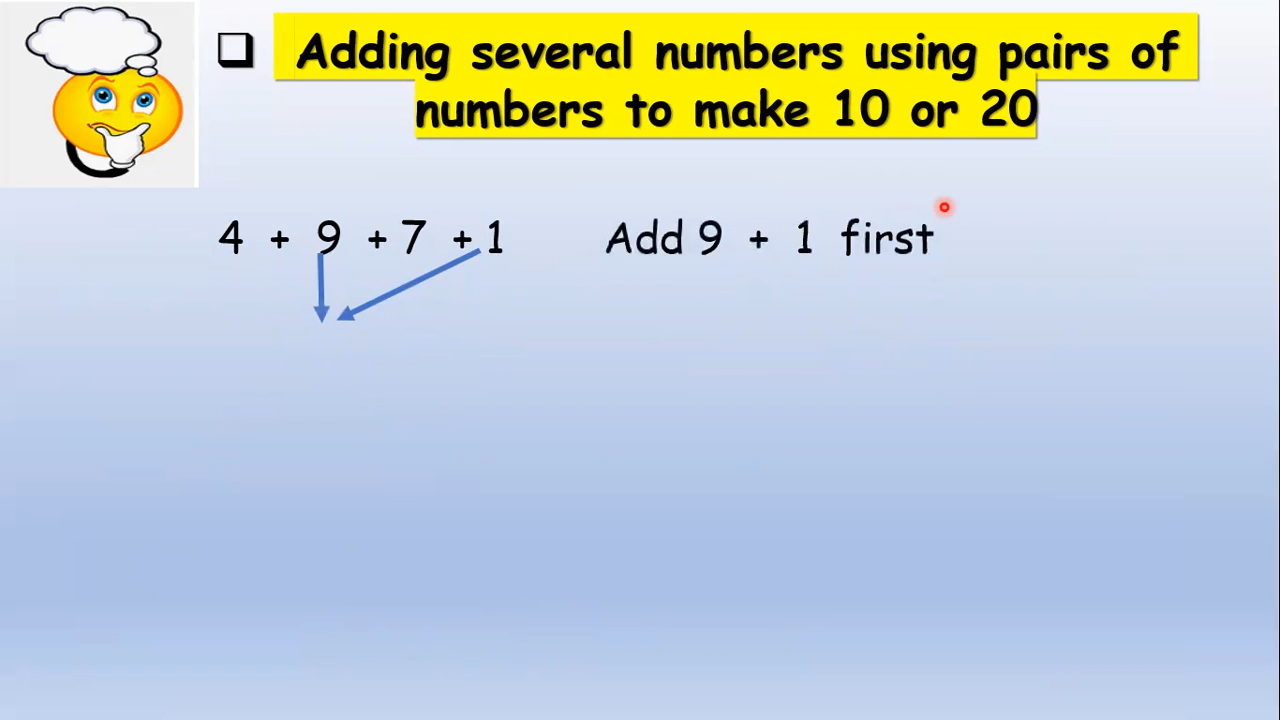 Adding several numbers using pairs of
numbers to make 10 or 20
4 + 9 + 7 + 1 Add 9 + 1 first